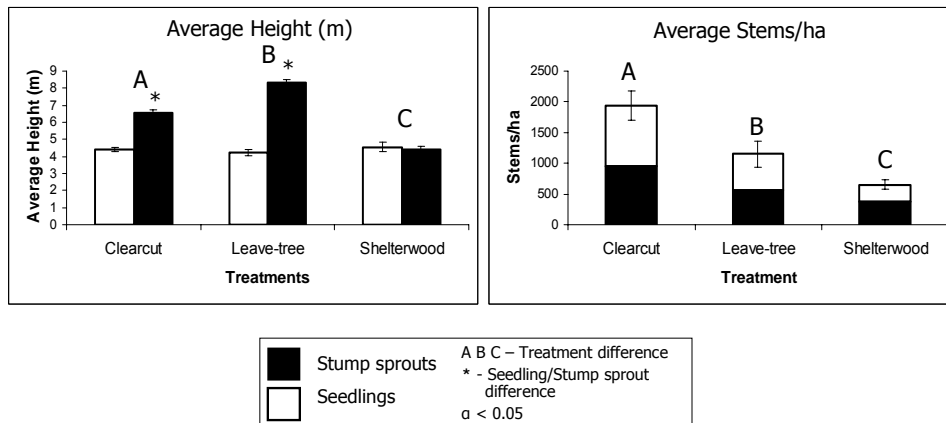 Average Height (m)
A
*
B
*
C
9
8
7
6
5
4
3
2
1
0
Average Height (m)
Clearcut
Leave-tree
Shelterwood
Treatments
Average Stems/ha
A
B
C
2500
2000
1500
1000
500
0
Stems/ha
Clearcut
Leave-tree
Shelterwood
Treatment
Stump sprouts
Seedlings
A B C – Treatment difference
* - Seedling/Stump sprout
difference
α < 0.05